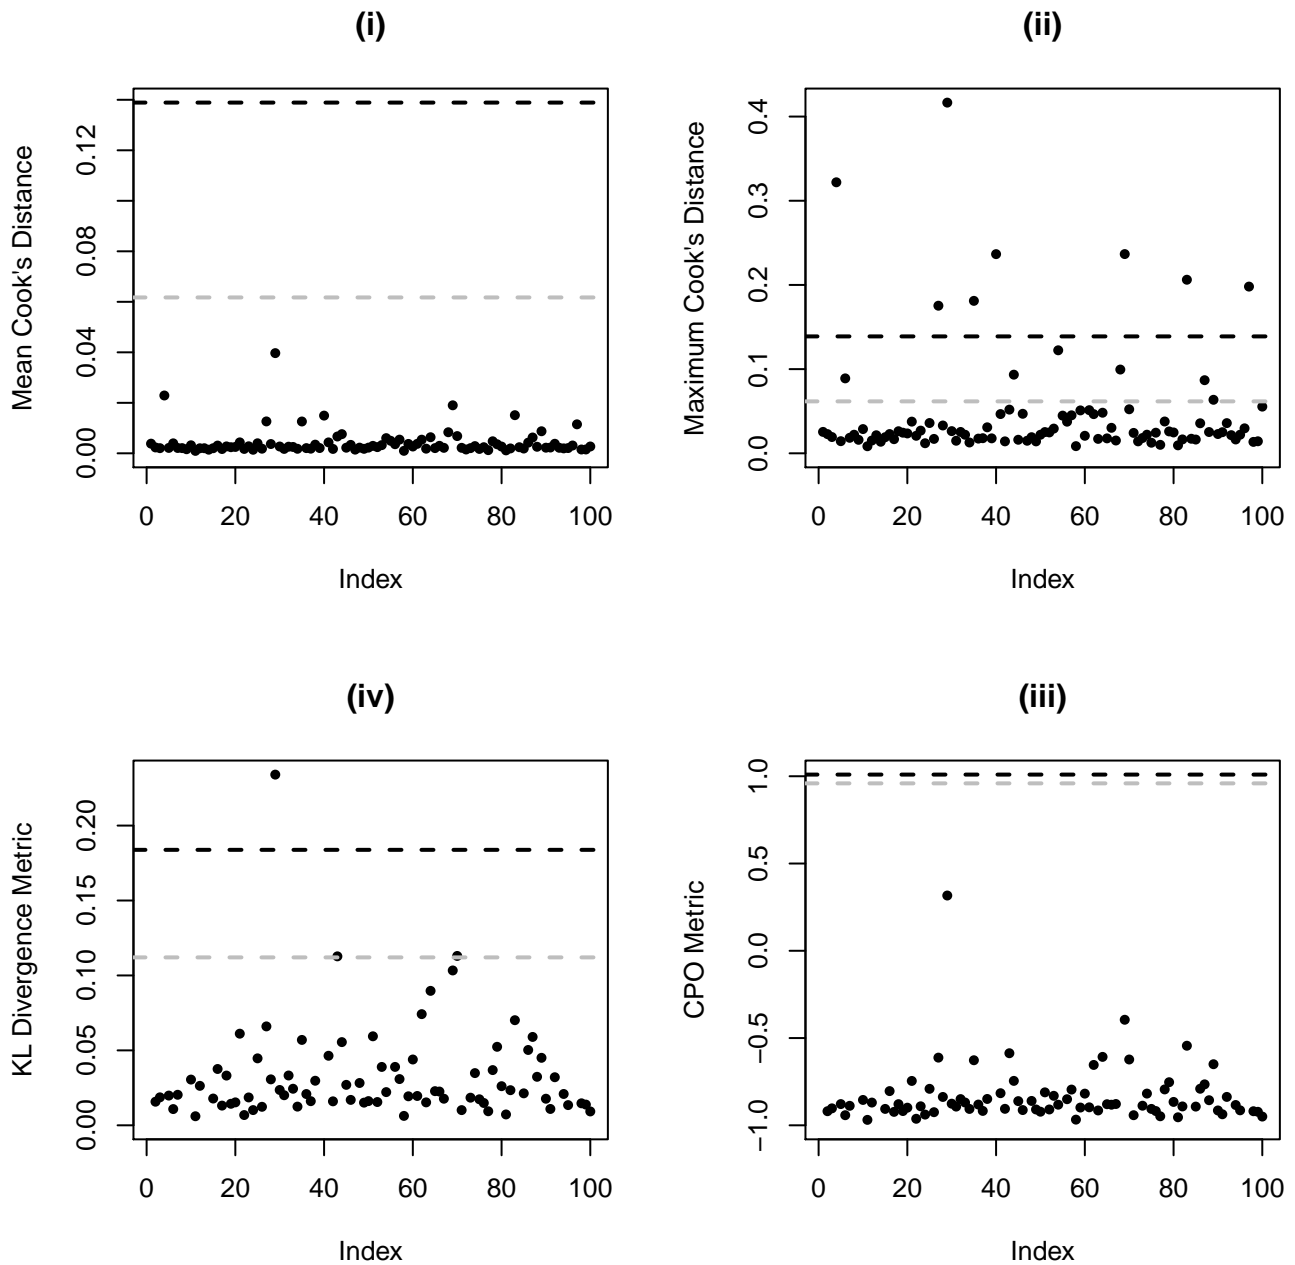 (i)
Mean Cook's Distance
0.00 0.04 0.08 0.12
0 20 40 60 80 100
Index
(ii)
Maximum Cook's Distance
0.0 0.1 0.2 0.3 0.4
0 20 40 60 80 100
Index
(iv)
KL Divergence Metric
0.00 0.05 0.10 0.15 0.20
0 20 40 60 80 100
Index
(iii)
CPO Metric
−1.0 −0.5 0.0 0.5 1.0
0 20 40 60 80 100
Index